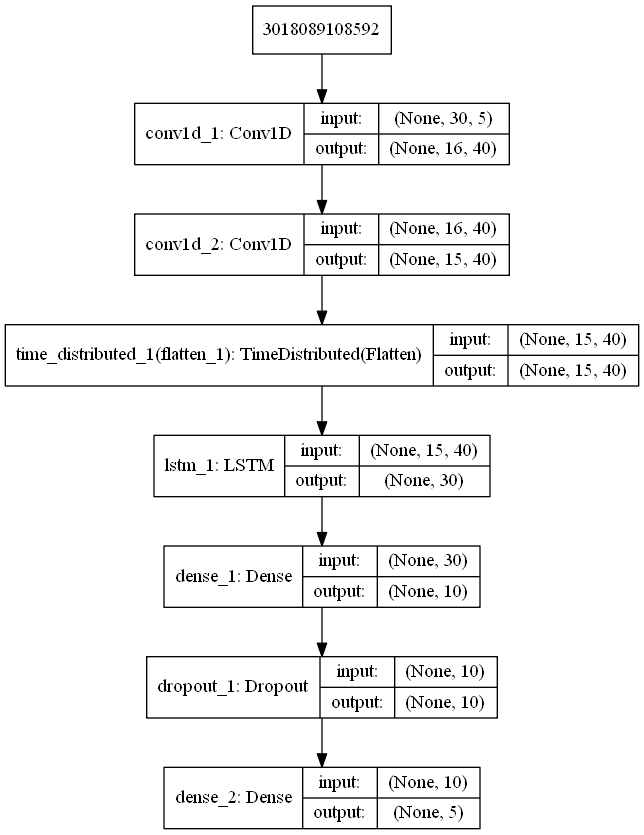 3018089108592
conv1d_1: Conv1D
input:
(None, 30, 5)
output:
(None, 16, 40)
conv1d_2: Conv1D
input:
(None, 16, 40)
output:
(None, 15, 40)
time_distributed_1(flatten_1): TimeDistributed(Flatten)
input:
(None, 15, 40)
output:
(None, 15, 40)
lstm_1: LSTM
input:
(None, 15, 40)
output:
(None, 30)
dense_1: Dense
input:
(None, 30)
output:
(None, 10)
dropout_1: Dropout
input:
(None, 10)
output:
(None, 10)
dense_2: Dense
input:
(None, 10)
output:
(None, 5)